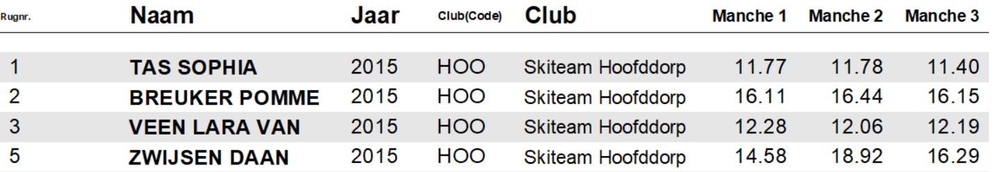 Rugnr. Naam Jaar Club(Code) Club Manche 1 Manche 2 Manche 3
1 TAS SOPHIA 2015 HOO Skiteam Hoofddorp 11.77 11.78 11.40
2 BREUKER POMME 2015 HOO Skiteam Hoofddorp 16.11 16.44 16.15
3 VEEN LARA VAN 2015 HOO Skiteam Hoofddorp 12.28 12.06 12.19
5 ZWIJSEN DAAN 2015 HOO Skiteam Hoofddorp 14.58 18.92 16.29